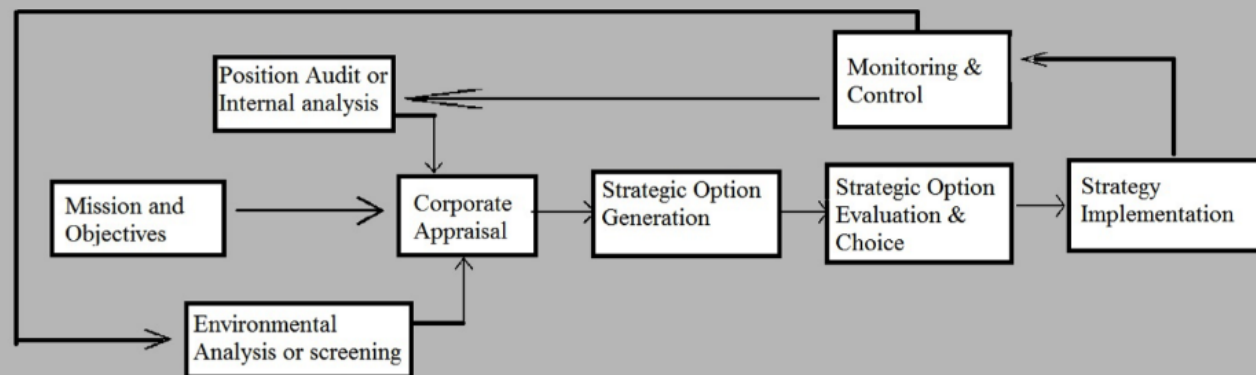 Position Audit or
Internal analysis
Monitoring &
Control
Mission and
Objectives
Corporate
Appraisal
Strategic Option
Generation
Strategic Option
Evaluation &
Choice
Strategy
Implementation
Environmental
Analysis or screening